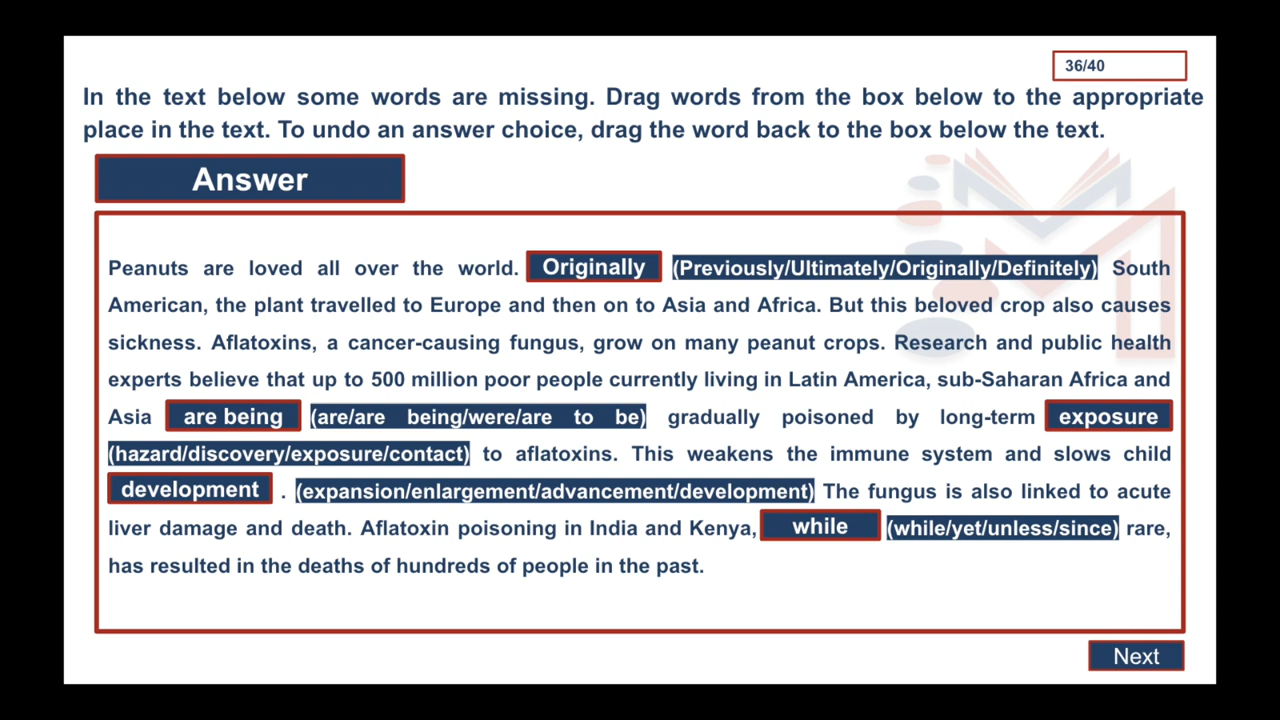 36/40
In the text below some words are missing. Drag words from the box below to the appropriate
place in the text. To undo an answer choice, drag the word back to the box below the text.
Answer
Peanuts are loved all over the world. Originally (Previously/Ultimately/Originally/Definitely) South
American, the plant travelled to Europe and then on to Asia and Africa. But this beloved crop also causes
sickness. Aflatoxins, a cancer-causing fungus, grow on many peanut crops. Research and public health
experts believe that up to 500 million poor people currently living in Latin America, sub-Saharan Africa and
Asia are being (are/are being/were/are to be) gradually poisoned by long-term exposure
(hazard/discovery/exposure/contact) to aflatoxins. This weakens the immune system and slows child
development . (expansion/enlargement/advancement/development) The fungus is also linked to acute
liver damage and death. Aflatoxin poisoning in India and Kenya, while (while/yet/unless/since) rare,
has resulted in the deaths of hundreds of people in the past.
Next